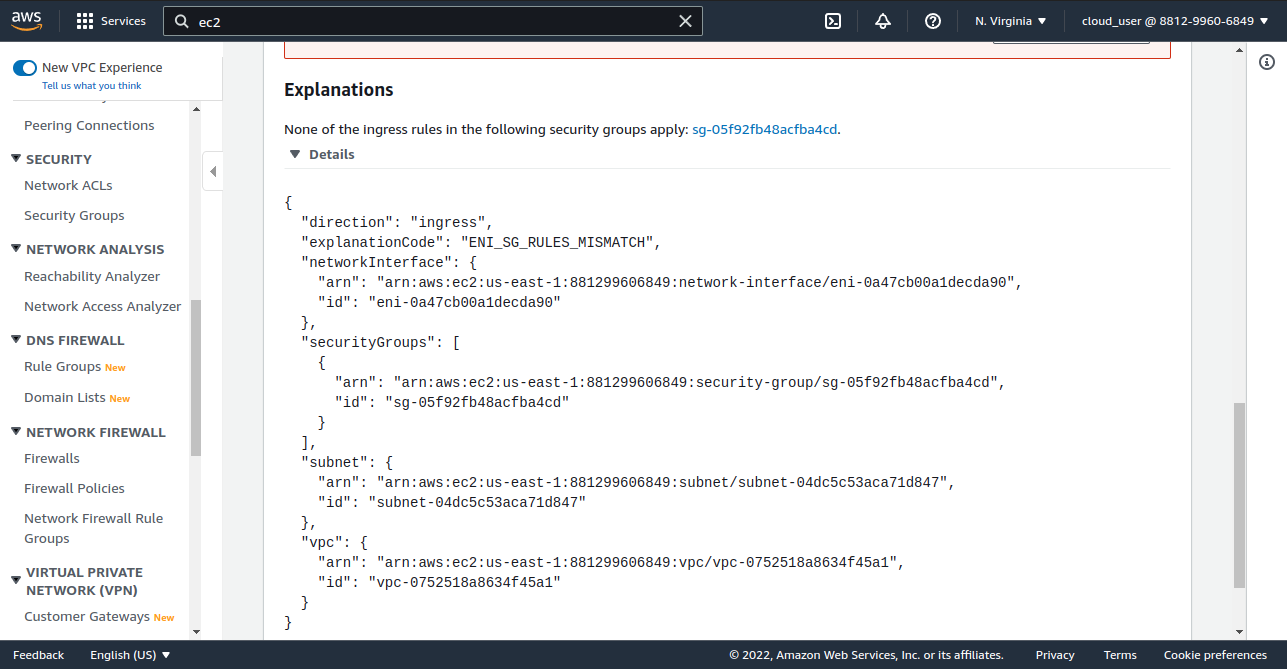 aws
Services
ec2
N. Virginia
cloud_user @ 8812-9960-6849
New VPC Experience
Tell us what you think
Peering Connections
SECURITY
Network ACLs
Security Groups
NETWORK ANALYSIS
Reachability Analyzer
Network Access Analyzer
DNS FIREWALL
Rule Groups New
Domain Lists New
NETWORK FIREWALL
Firewalls
Firewall Policies
Network Firewall Rule
Groups
VIRTUAL PRIVATE
NETWORK (VPN)
Customer Gateways New
Explanations
None of the ingress rules in the following security groups apply: sg-05f92fb48acfba4cd.
Details
{
  "direction": "ingress",
  "explanationCode": "ENI_SG_RULES_MISMATCH",
  "networkInterface": {
    "arn": "arn:aws:ec2:us-east-1:881299606849:network-interface/eni-0a47cb00a1decda90",
    "id": "eni-0a47cb00a1decda90"
  },
  "securityGroups": [
    {
      "arn": "arn:aws:ec2:us-east-1:881299606849:security-group/sg-05f92fb48acfba4cd",
      "id": "sg-05f92fb48acfba4cd"
    }
  ],
  "subnet": {
    "arn": "arn:aws:ec2:us-east-1:881299606849:subnet/subnet-04dc5c53aca71d847",
    "id": "subnet-04dc5c53aca71d847"
  },
  "vpc": {
    "arn": "arn:aws:ec2:us-east-1:881299606849:vpc/vpc-0752518a8634f45a1",
    "id": "vpc-0752518a8634f45a1"
  }
}
Feedback
English (US)
© 2022, Amazon Web Services, Inc. or its affiliates.
Privacy
Terms
Cookie preferences